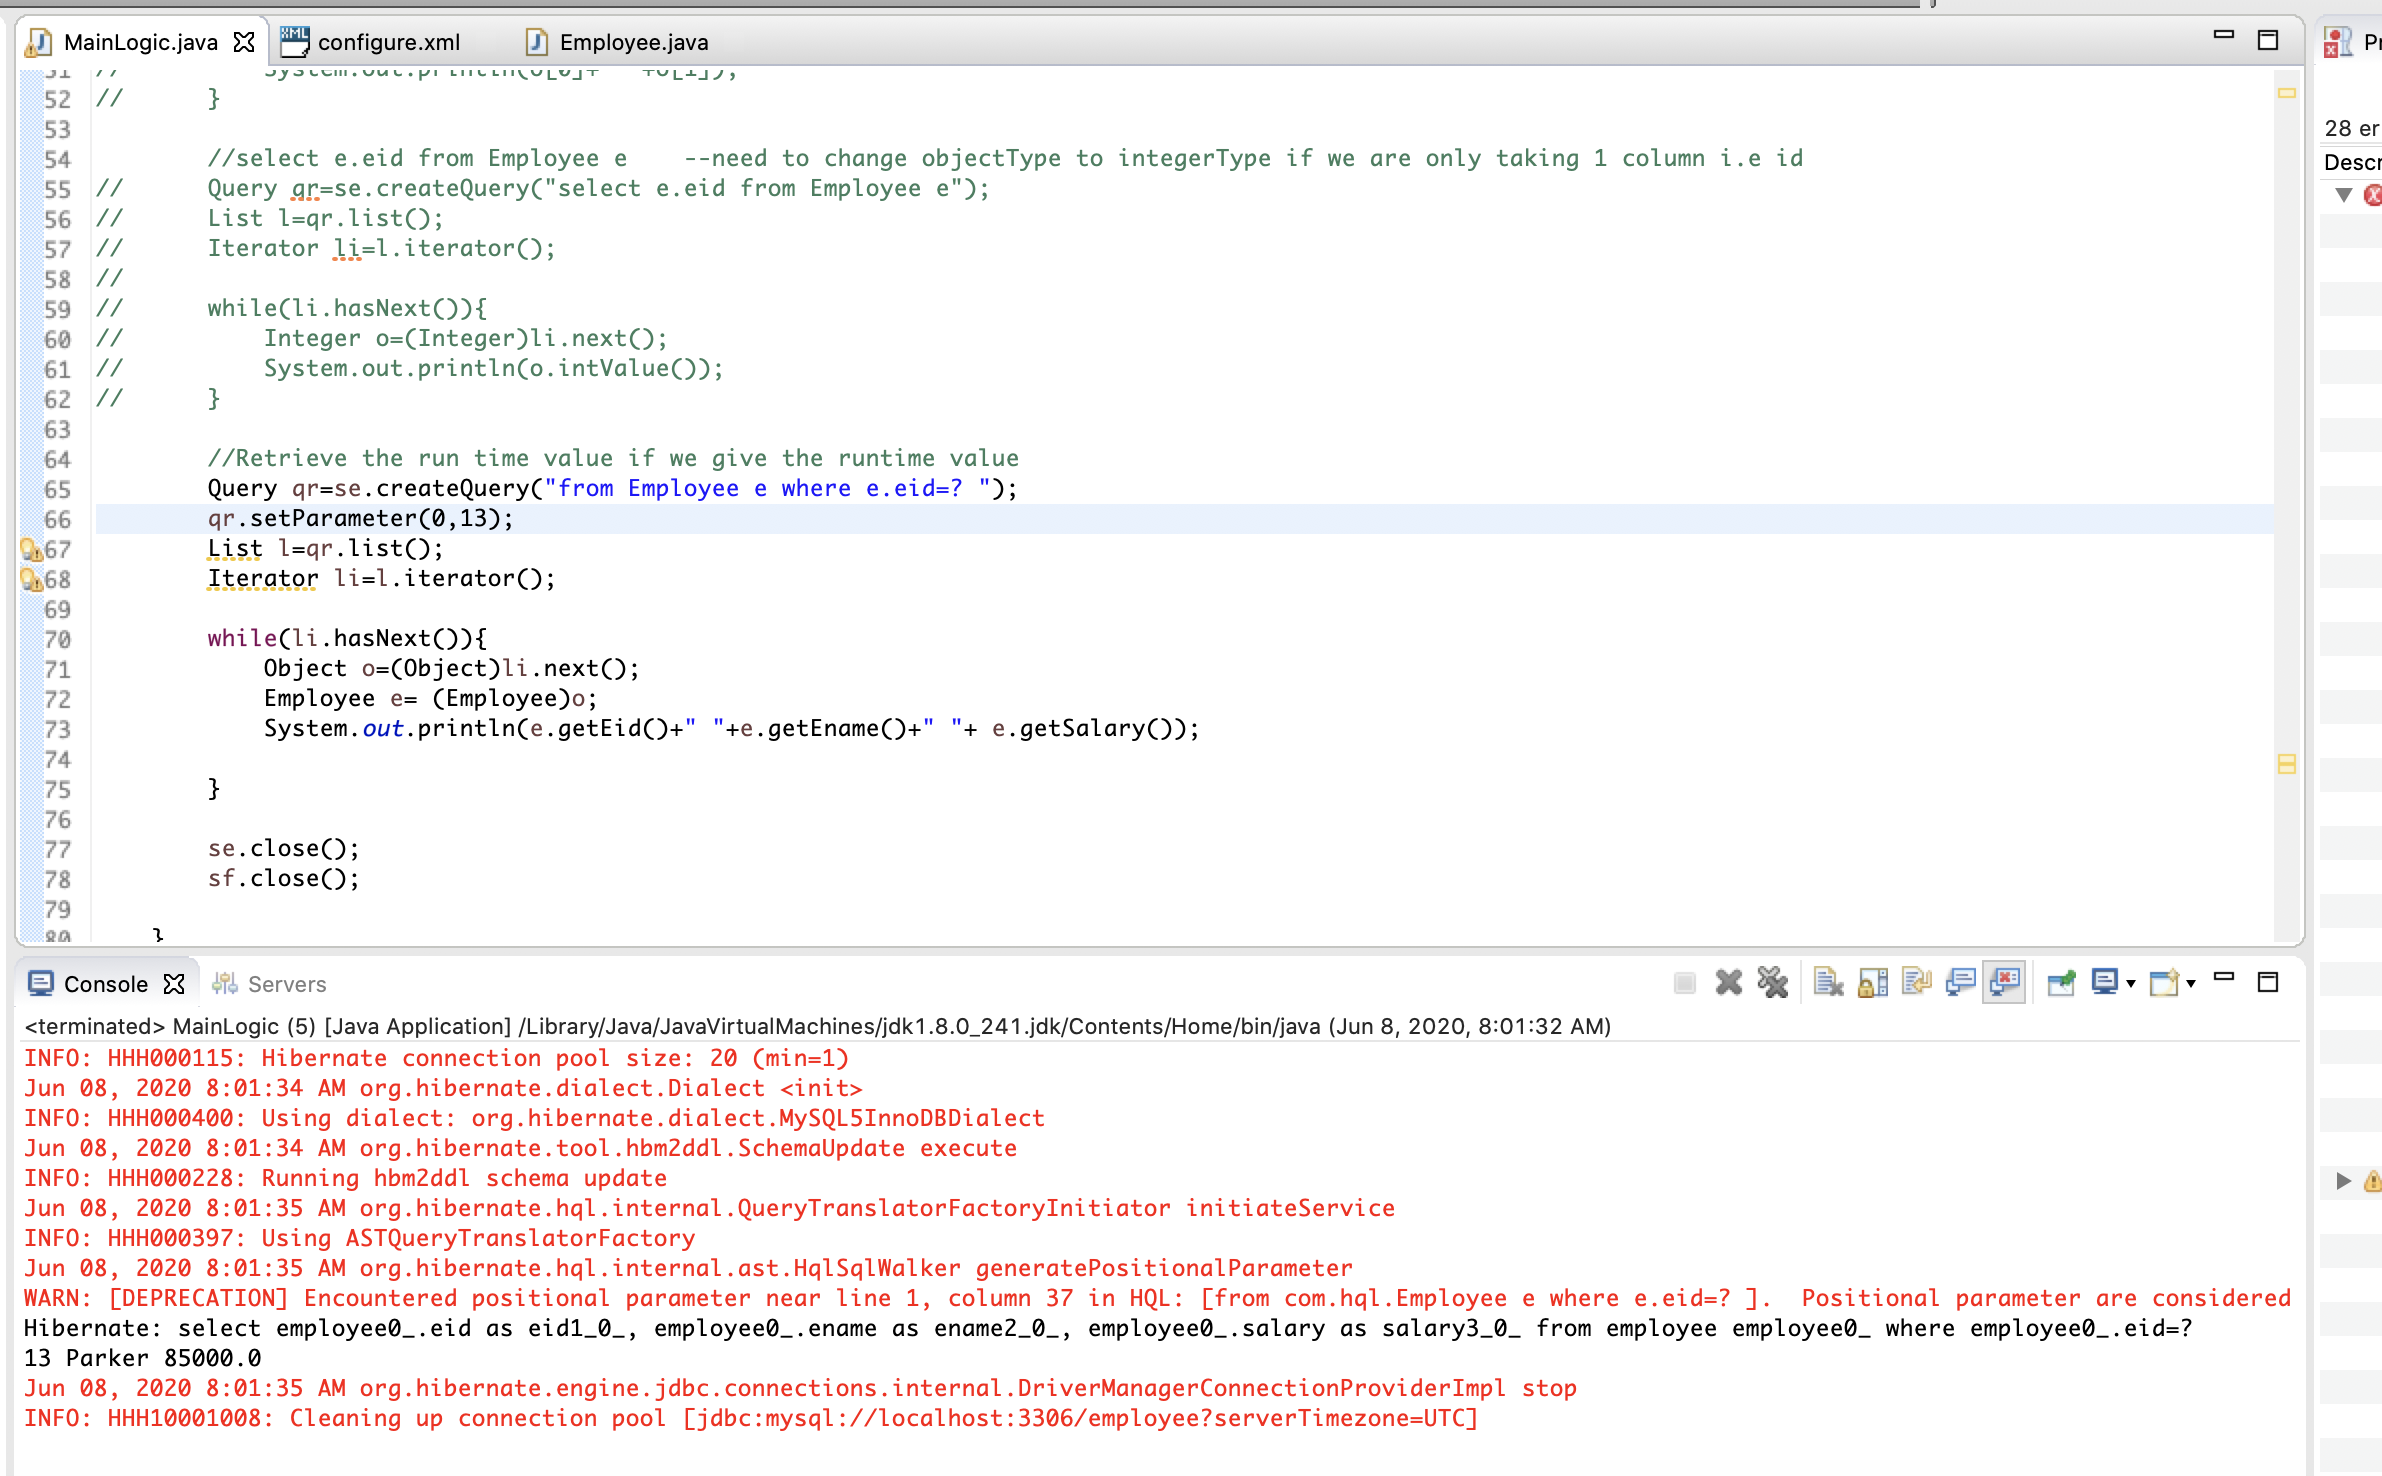 MainLogic.java configure.xml Employee.java
51 // System.out.println(o[0]+" "+o[1]);
52 // }
53
54 //select e.eid from Employee e --need to change objectType to integerType if we are only taking 1 column i.e id
55 // Query qr=se.createQuery("select e.eid from Employee e");
56 // List l=qr.list();
57 // Iterator li=l.iterator();
58 //
59 // while(li.hasNext()){
60 // Integer o=(Integer)li.next();
61 // System.out.println(o.intValue());
62 // }
63
64 //Retrieve the run time value if we give the runtime value
65 Query qr=se.createQuery("from Employee e where e.eid=? ");
66 qr.setParameter(0,13);
67 List l=qr.list();
68 Iterator li=l.iterator();
69
70 while(li.hasNext()){
71 Object o=(Object)li.next();
72 Employee e= (Employee)o;
73 System.out.println(e.getEid()+" "+e.getEname()+" "+ e.getSalary());
74
75 }
76
77 se.close();
78 sf.close();
79
80 }
Console Servers
<terminated> MainLogic (5) [Java Application] /Library/Java/JavaVirtualMachines/jdk1.8.0_241.jdk/Contents/Home/bin/java (Jun 8, 2020, 8:01:32 AM)
INFO: HHH000115: Hibernate connection pool size: 20 (min=1)
Jun 08, 2020 8:01:34 AM org.hibernate.dialect.Dialect <init>
INFO: HHH000400: Using dialect: org.hibernate.dialect.MySQL5InnoDBDialect
Jun 08, 2020 8:01:34 AM org.hibernate.tool.hbm2ddl.SchemaUpdate execute
INFO: HHH000228: Running hbm2ddl schema update
Jun 08, 2020 8:01:35 AM org.hibernate.hql.internal.QueryTranslatorFactoryInitiator initiateService
INFO: HHH000397: Using ASTQueryTranslatorFactory
Jun 08, 2020 8:01:35 AM org.hibernate.hql.internal.ast.HqlSqlWalker generatePositionalParameter
WARN: [DEPRECATION] Encountered positional parameter near line 1, column 37 in HQL: [from com.hql.Employee e where e.eid=? ]. Positional parameter are considered
Hibernate: select employee0_.eid as eid1_0_, employee0_.ename as ename2_0_, employee0_.salary as salary3_0_ from employee employee0_ where employee0_.eid=?
13 Parker 85000.0
Jun 08, 2020 8:01:35 AM org.hibernate.engine.jdbc.connections.internal.DriverManagerConnectionProviderImpl stop
INFO: HHH10001008: Cleaning up connection pool [jdbc:mysql://localhost:3306/employee?serverTimezone=UTC]
Pr
28 er
Descr